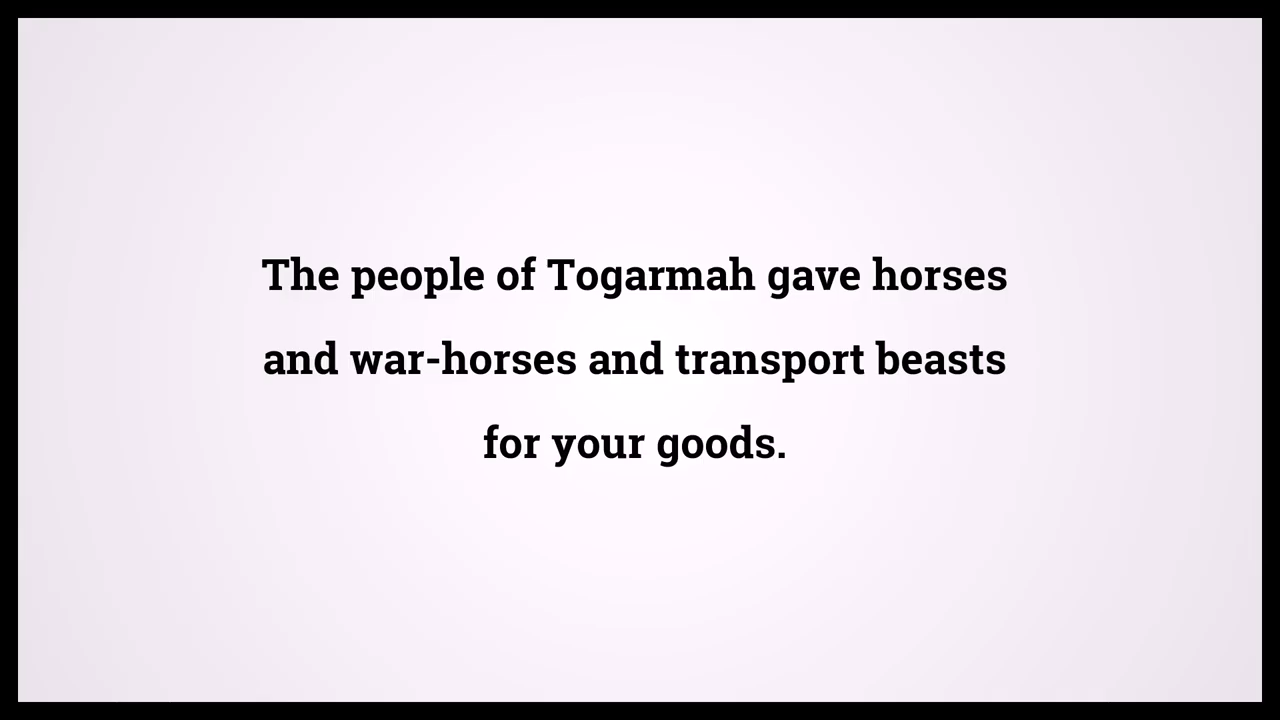 The people of Togarmah gave horses
and war-horses and transport beasts
for your goods.